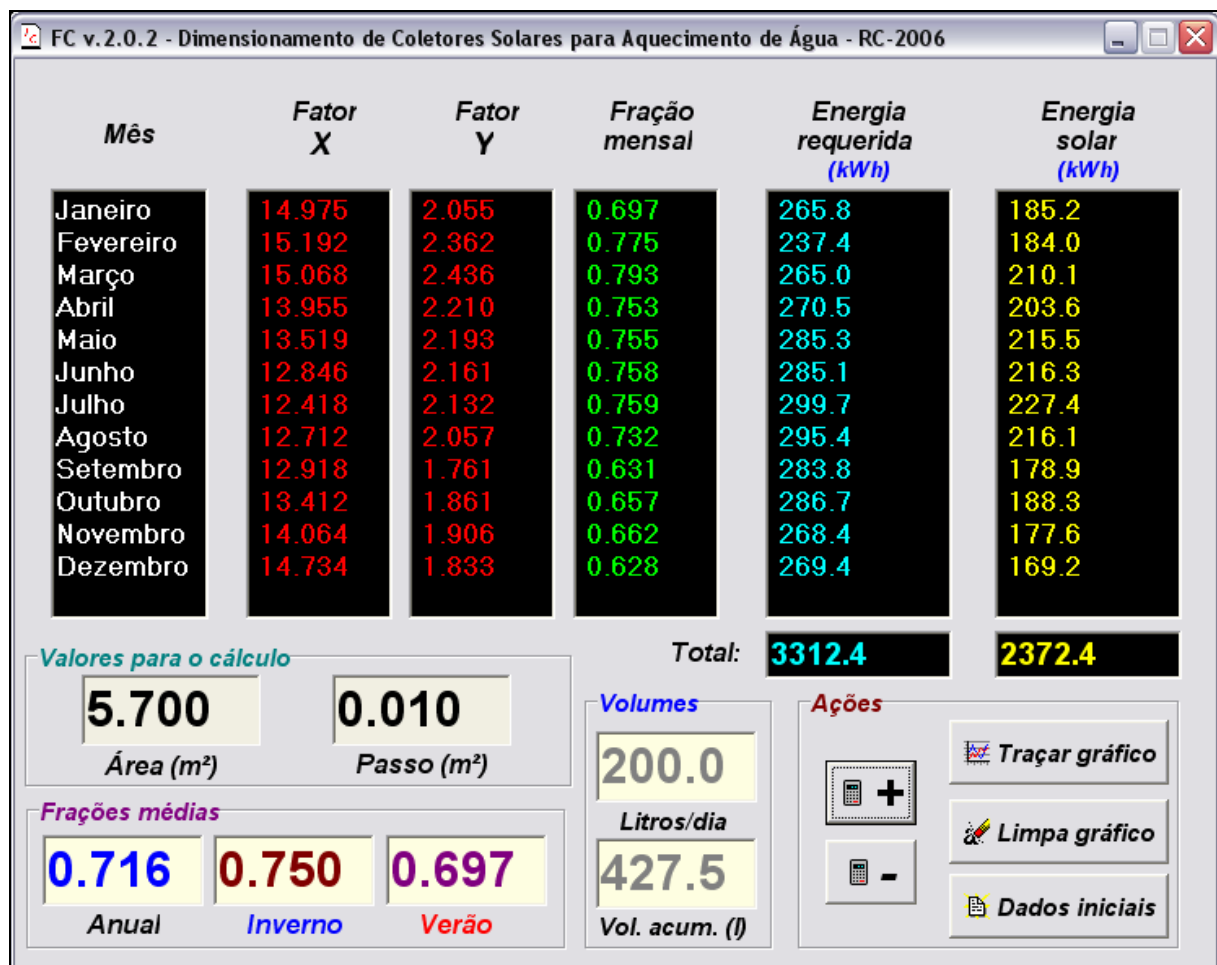 FC v.2.0.2 - Dimensionamento de Coletores Solares para Aquecimento de Água - RC-2006
Mês Fator X Fator Y Fração mensal Energia requerida (kWh) Energia solar (kWh)
Janeiro 14.975 2.055 0.697 265.8 185.2
Fevereiro 15.192 2.362 0.775 237.4 184.0
Março 15.068 2.436 0.793 265.0 210.1
Abril 13.955 2.210 0.753 270.5 203.6
Maio 13.519 2.193 0.755 285.3 215.5
Junho 12.846 2.161 0.758 285.1 216.3
Julho 12.418 2.132 0.759 299.7 227.4
Agosto 12.712 2.057 0.732 295.4 216.1
Setembro 12.918 1.761 0.631 283.8 178.9
Outubro 13.412 1.861 0.657 286.7 188.3
Novembro 14.064 1.906 0.662 268.4 177.6
Dezembro 14.734 1.833 0.628 269.4 169.2
Total: 3312.4 2372.4
Valores para o cálculo
5.700 0.010
Área (m²) Passo (m²)
Frações médias
0.716 0.750 0.697
Anual Inverno Verão
Volumes
200.0
Litros/dia
427.5
Vol. acum. (l)
Ações
+
-
Traçar gráfico
Limpa gráfico
Dados iniciais